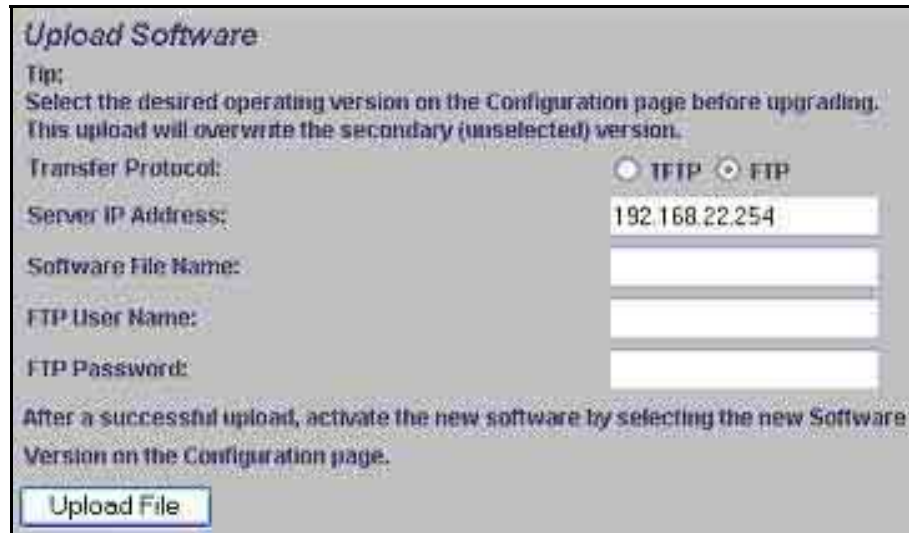 Upload Software
Tip:
Select the desired operating version on the Configuration page before upgrading.
This upload will overwrite the secondary (unselected) version.
Transfer Protocol: TFTP FTP
Server IP Address: 192.168.22.254
Software File Name:
FTP User Name:
FTP Password:
After a successful upload, activate the new software by selecting the new Software
Version on the Configuration page.
Upload File